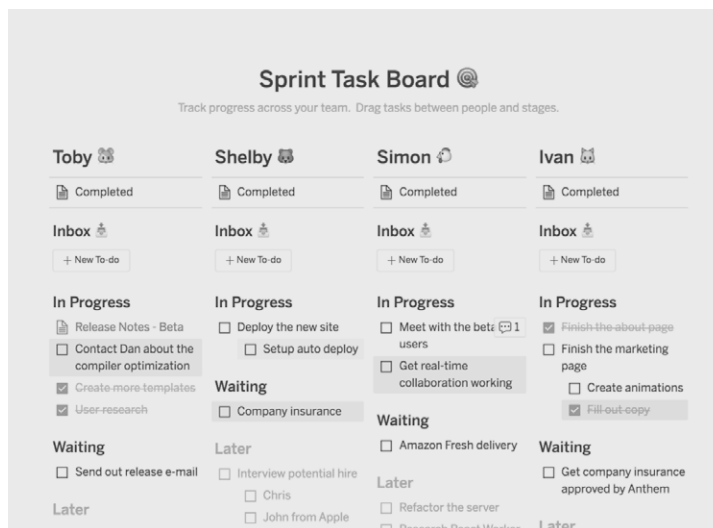 Sprint Task Board
Track progress across your team. Drag tasks between people and stages.
Toby
Completed
Inbox
+ New To-do
In Progress
Release Notes - Beta
Contact Dan about the
compiler optimization
Create more templates
User research
Waiting
Send out release e-mail
Later
Shelby
Completed
Inbox
+ New To-do
In Progress
Deploy the new site
Setup auto deploy
Waiting
Company insurance
Later
Interview potential hire
Chris
John from Apple
Simon
Completed
Inbox
+ New To-do
In Progress
Meet with the beta 1
users
Get real-time
collaboration working
Waiting
Amazon Fresh delivery
Later
Refactor the server
Ivan
Completed
Inbox
+ New To-do
In Progress
Finish the about page
Finish the marketing
page
Create animations
Fill out copy
Waiting
Get company insurance
approved by Anthem
Later